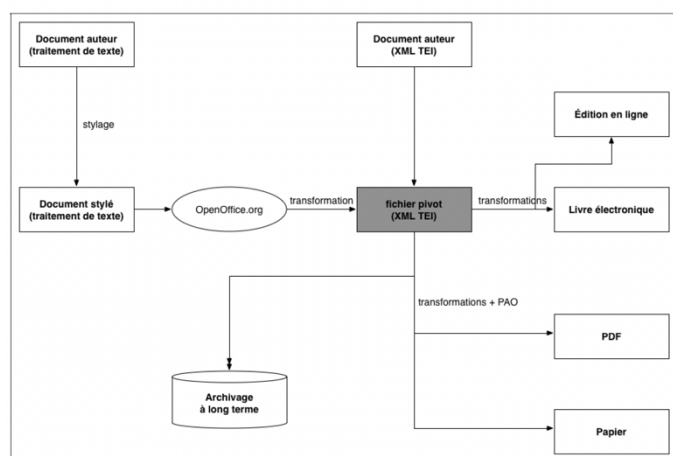 Document auteur
(traitement de texte)
Document auteur
(XML TEI)
Édition en ligne
stylage
Document stylé
(traitement de texte)
OpenOffice.org
transformation
fichier pivot
(XML TEI)
transformations
Livre électronique
transformations + PAO
PDF
Archivage
à long terme
Papier